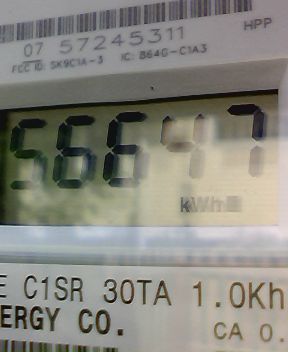 07 57245311 HPP
FCC ID: SK9C1A-3 IC: 864G-C1A3
56647
kWh
E C1SR 30TA 1.0Kh
ERGY CO. CA 0.